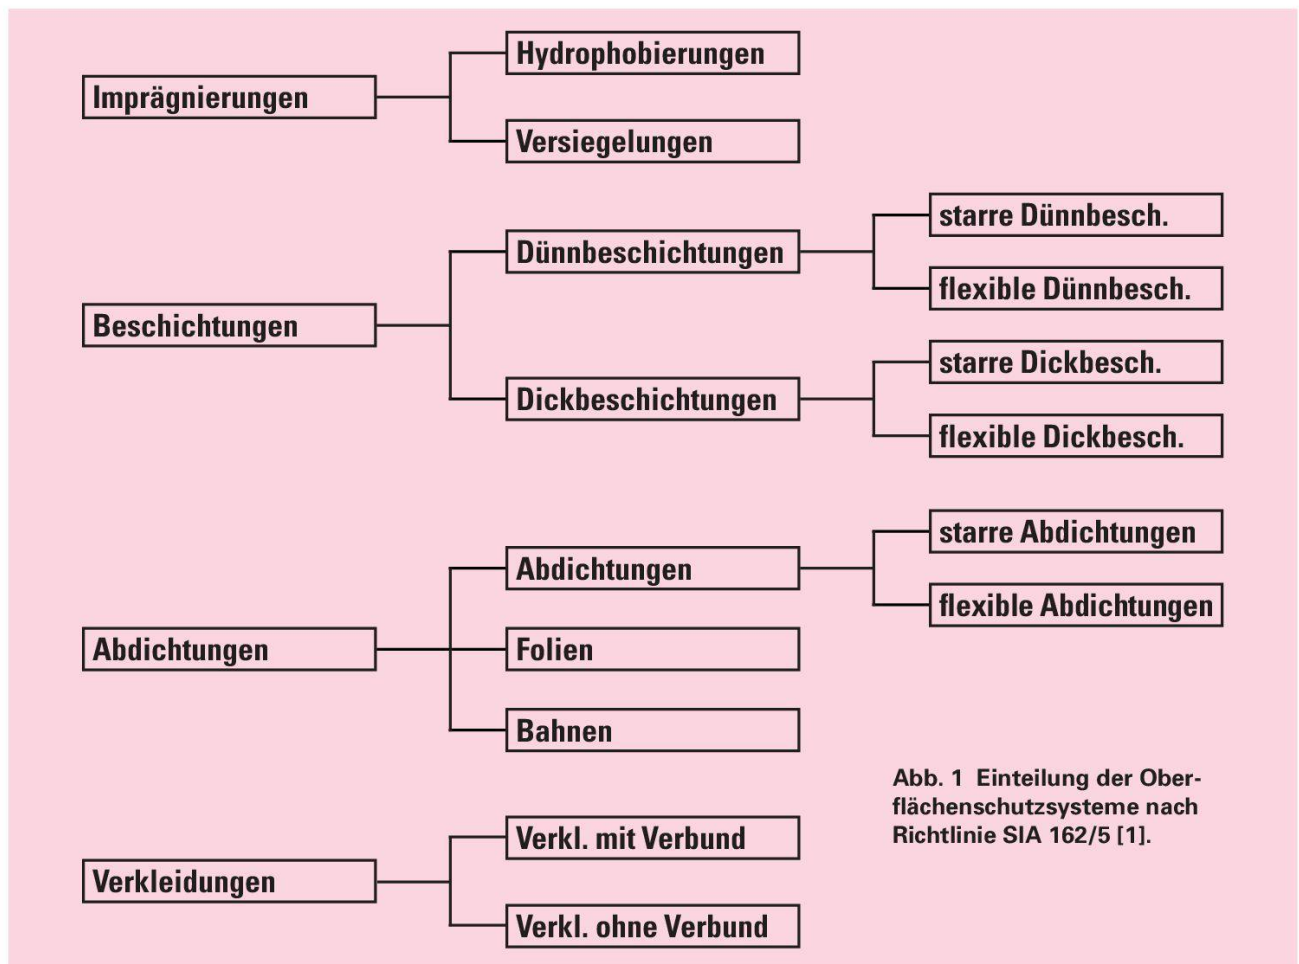 Imprägnierungen
Hydrophobierungen
Versiegelungen
Beschichtungen
Dünnbeschichtungen
starre Dünnbesch.
flexible Dünnbesch.
Dickbeschichtungen
starre Dickbesch.
flexible Dickbesch.
Abdichtungen
Abdichtungen
starre Abdichtungen
flexible Abdichtungen
Folien
Bahnen
Verkleidungen
Verkl. mit Verbund
Verkl. ohne Verbund
Abb. 1 Einteilung der Ober-
flächenschutzsysteme nach
Richtlinie SIA 162/5 [1].